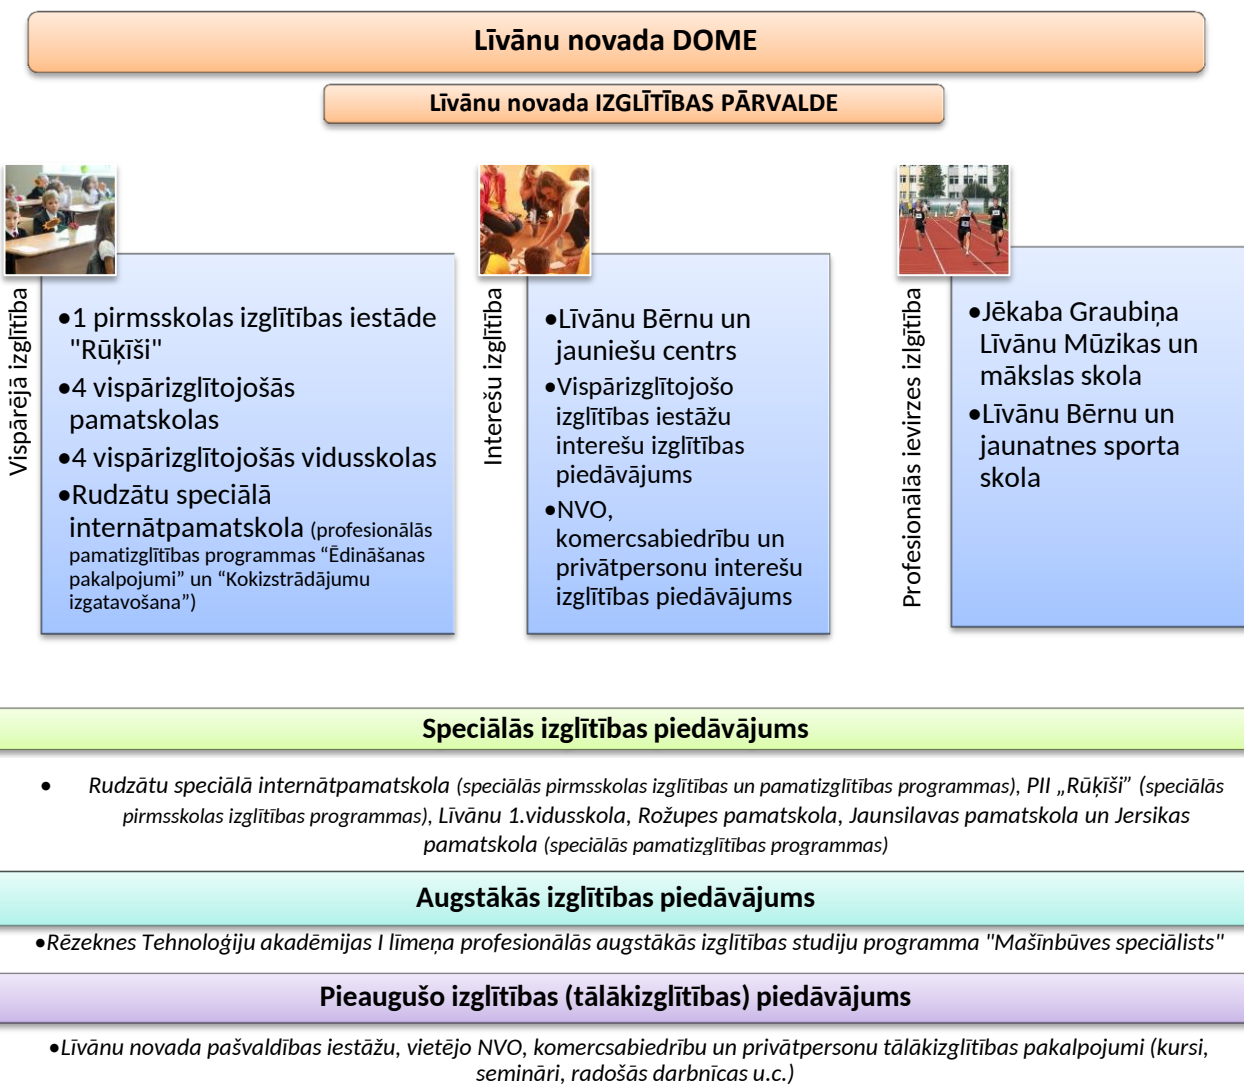 Līvānu novada DOME
Līvānu novada IZGLĪTĪBAS PĀRVALDE
Vispārējā izglītība
•1 pirmsskolas izglītības iestāde
"Rūķīši"
•4 vispārizglītojošās
pamatskolas
•4 vispārizglītojošās vidusskolas
•Rudzātu speciālā
internātpamatskola (profesionālās
pamatizglītības programmas “Ēdināšanas
pakalpojumi” un “Kokizstrādājumu
izgatavošana”)
Interešu izglītība
•Līvānu Bērnu un
jauniešu centrs
•Vispārizglītojošo
izglītības iestāžu
interešu izglītības
piedāvājums
•NVO,
komercsabiedrību un
privātpersonu interešu
izglītības piedāvājums
Profesionālās ievirzes izlgītība
•Jēkaba Graubiņa
Līvānu Mūzikas un
mākslas skola
•Līvānu Bērnu un
jaunatnes sporta
skola
Speciālās izglītības piedāvājums
• Rudzātu speciālā internātpamatskola (speciālās pirmsskolas izglītības un pamatizglītības programmas), PII „Rūķīši” (speciālās
pirmsskolas izglītības programmas), Līvānu 1.vidusskola, Rožupes pamatskola, Jaunsilavas pamatskola un Jersikas
pamatskola (speciālās pamatizglītības programmas)
Augstākās izglītības piedāvājums
•Rēzeknes Tehnoloģiju akadēmijas I līmeņa profesionālās augstākās izglītības studiju programma "Mašīnbūves speciālists"
Pieaugušo izglītības (tālākizglītības) piedāvājums
•Līvānu novada pašvaldības iestāžu, vietējo NVO, komercsabiedrību un privātpersonu tālākizglītības pakalpojumi (kursi,
semināri, radošās darbnīcas u.c.)